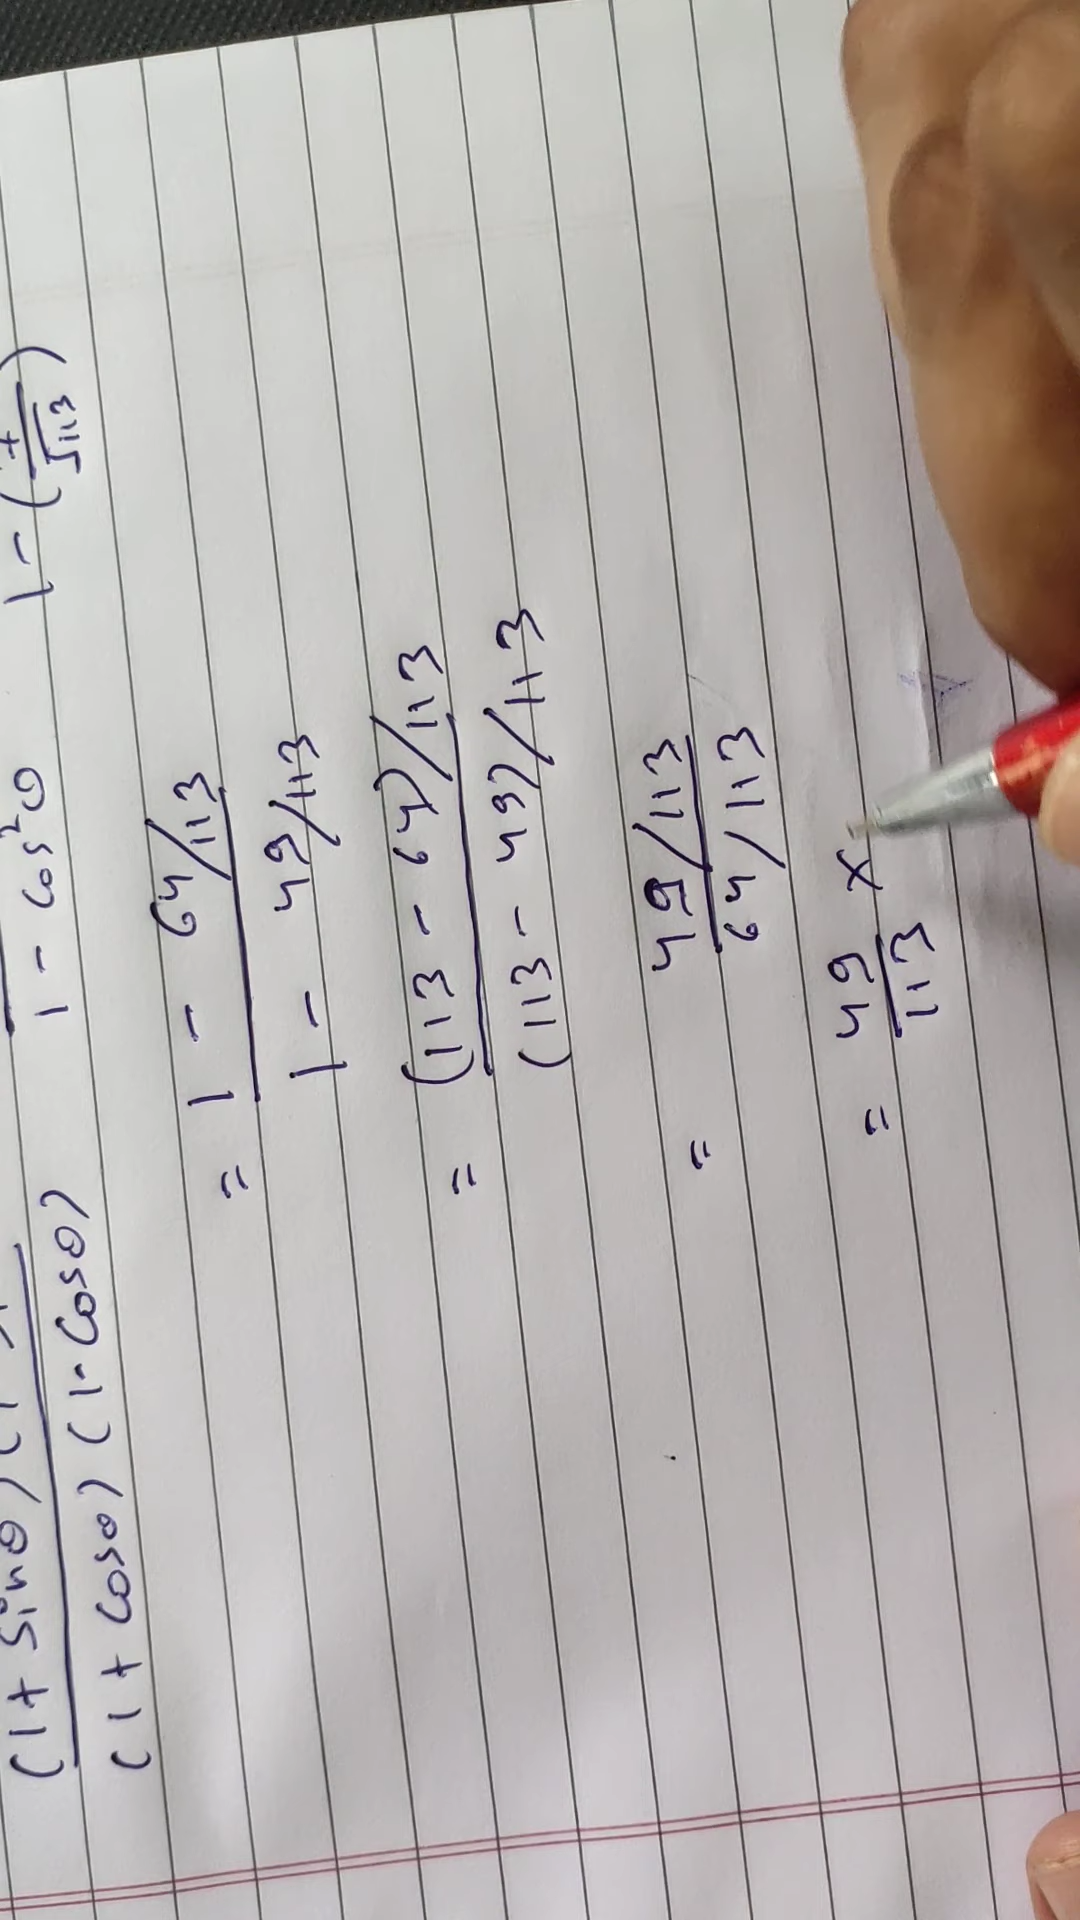 (1+ sinθ)(1
(1+ cosθ) (1-cosθ)
1 - cos²θ
1 - (7/√113)
= 1 - 64/113
1 - 49/113
= (113 - 64)/113
(113 - 49)/113
= 49/113
64/113
= 49/113 ×